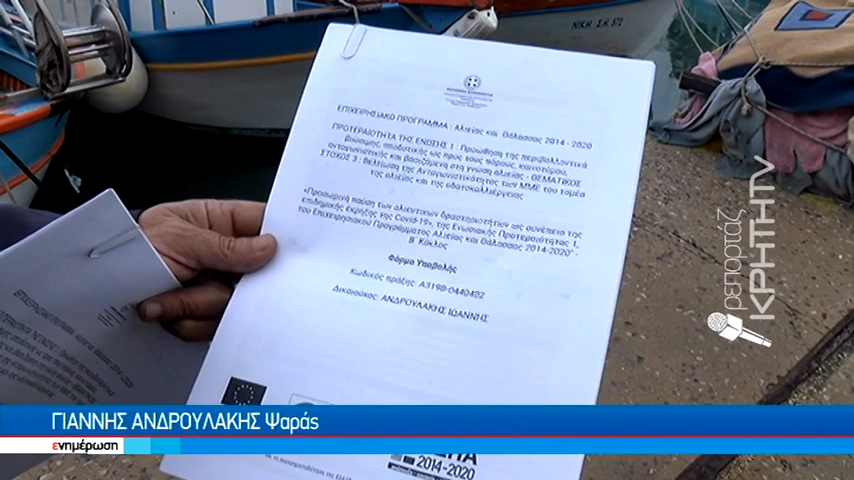 ΝΙΚΗ Σ.Η. 572
ΕΠΙΧΕΙΡΗΣΙΑΚΟ ΠΡΟΓΡΑΜΜΑ : Αλιείας και Θάλασσας 2014 - 2020
ΠΡΟΤΕΡΑΙΟΤΗΤΑ ΤΗΣ ΕΝΩΣΗΣ 1 : Προώθηση της περιβαλλοντικά
βιώσιμης, αποδοτικής ως προς τους πόρους, καινοτόμου,
ανταγωνιστικής και βασιζόμενης στη γνώση αλιείας - ΘΕΜΑΤΙΚΟΣ
ΣΤΟΧΟΣ 3 : Βελτίωση της Ανταγωνιστικότητας των ΜΜΕ του τομέα
της αλιείας και της υδατοκαλλιέργειας
«Προσωρινή παύση των αλιευτικών δραστηριοτήτων ως συνέπεια της
επιδημικής έκρηξης της Covid-19», της Ενωσιακής Προτεραιότητας 1,
του Επιχειρησιακού Προγράμματος Αλιείας και Θάλασσας 2014-2020" -
Β΄ Κύκλος
Φόρμα Υποβολής
Κωδικός πράξης: ΑΣ19Β-0440482
Δικαιούχος: ΑΝΔΡΟΥΛΑΚΗΣ ΙΩΑΝΝΗΣ
ρεπορτάζ
ΚΡΗΤΗTV
ΓΙΑΝΝΗΣ ΑΝΔΡΟΥΛΑΚΗΣ Ψαράς
ενημέρωση
2014-2020